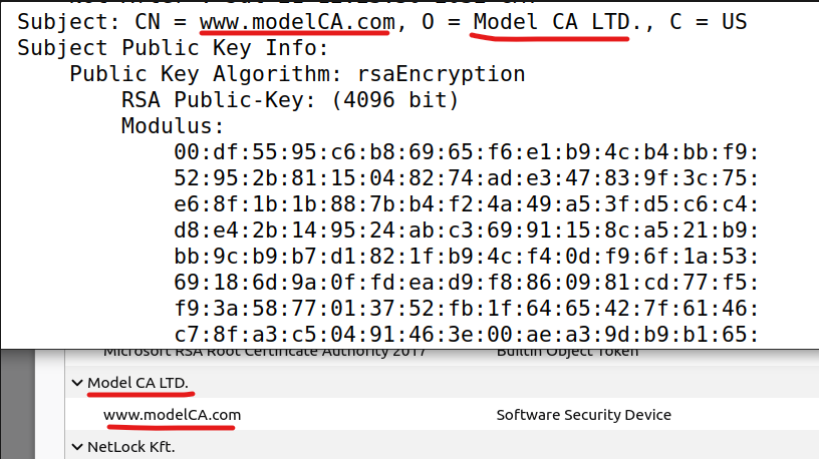 Subject: CN = www.modelCA.com, O = Model CA LTD., C = US
Subject Public Key Info:
Public Key Algorithm: rsaEncryption
RSA Public-Key: (4096 bit)
Modulus:
00:df:55:95:c6:b8:69:65:f6:e1:b9:4c:b4:bb:f9:
52:95:2b:81:15:04:82:74:ad:e3:47:83:9f:3c:75:
e6:8f:1b:1b:88:7b:b4:f2:4a:49:a5:3f:d5:c6:c4:
d8:e4:2b:14:95:24:ab:c3:69:91:15:8c:a5:21:b9:
bb:9c:b9:b7:d1:82:1f:b9:4c:f4:0d:f9:6f:1a:53:
69:18:6d:9a:0f:fd:ea:d9:f8:86:09:81:cd:77:f5:
f9:3a:58:77:01:37:52:fb:1f:64:65:42:7f:61:46:
c7:8f:a3:c5:04:91:46:3e:00:ae:a3:9d:b9:b1:65:
Microsoft RSA Root Certificate Authority 2017 Builtin Object Token
Model CA LTD.
www.modelCA.com Software Security Device
NetLock Kft.